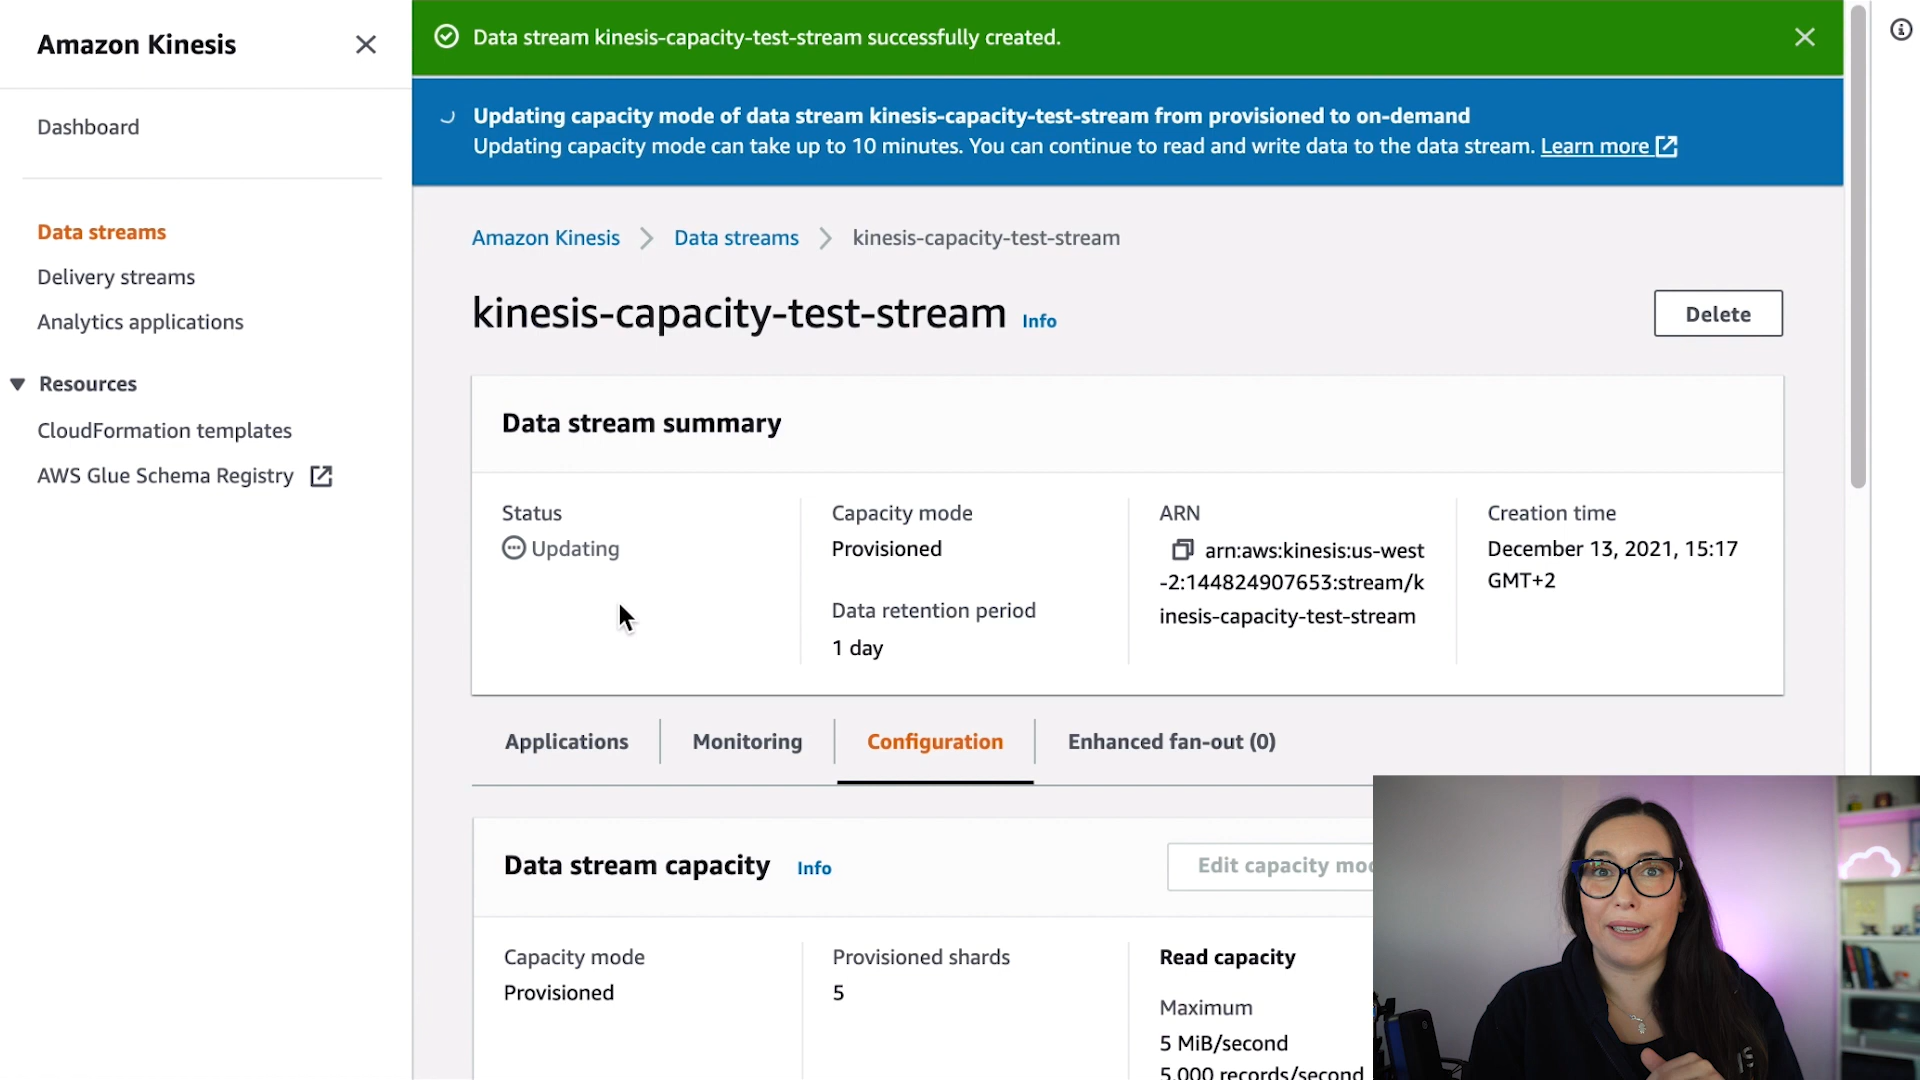 Amazon Kinesis
Dashboard
Data streams
Delivery streams
Analytics applications
Resources
CloudFormation templates
AWS Glue Schema Registry
Data stream kinesis-capacity-test-stream successfully created.
Updating capacity mode of data stream kinesis-capacity-test-stream from provisioned to on-demand
Updating capacity mode can take up to 10 minutes. You can continue to read and write data to the data stream. Learn more
Amazon Kinesis
Data streams
kinesis-capacity-test-stream
kinesis-capacity-test-stream Info
Delete
Data stream summary
Status
Updating
Capacity mode
Provisioned
Data retention period
1 day
ARN
arn:aws:kinesis:us-west
-2:144824907653:stream/k
inesis-capacity-test-stream
Creation time
December 13, 2021, 15:17
GMT+2
Applications
Monitoring
Configuration
Enhanced fan-out (0)
Data stream capacity Info
Edit capacity mo
Capacity mode
Provisioned
Provisioned shards
5
Read capacity
Maximum
5 MiB/second
5,000 records/second